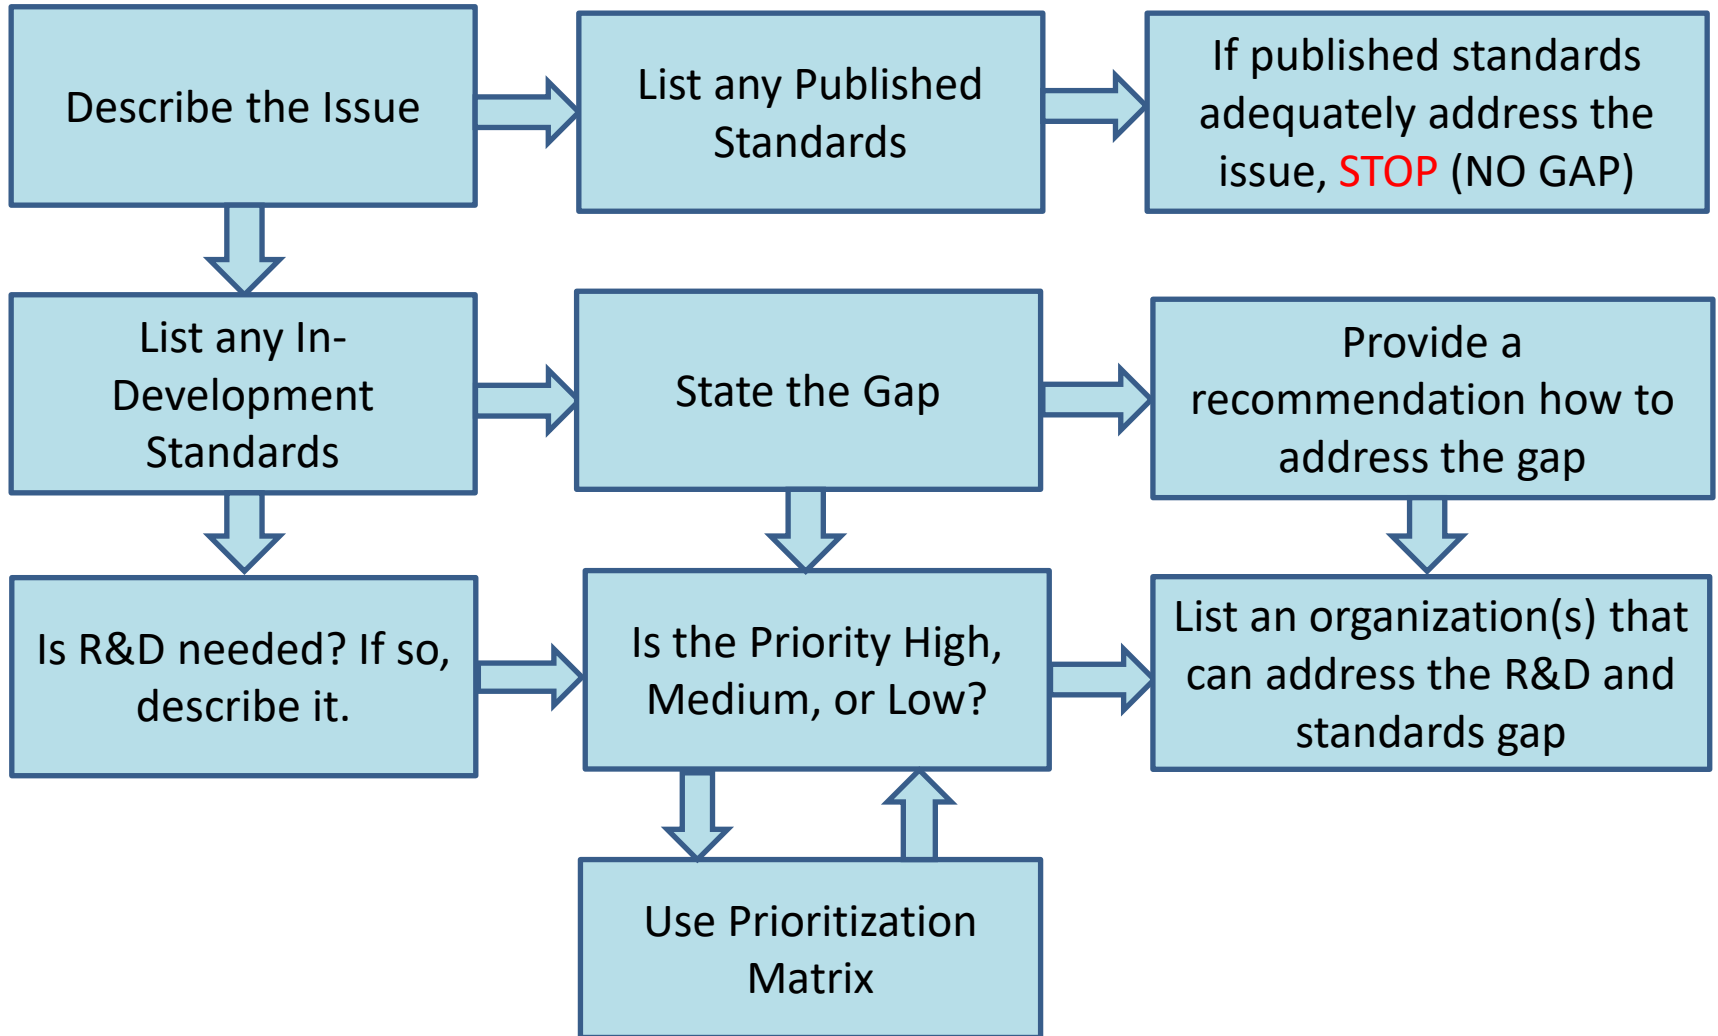 Describe the Issue
List any Published
Standards
If published standards
adequately address the
issue, STOP (NO GAP)
List any In-
Development
Standards
State the Gap
Provide a
recommendation how to
address the gap
Is R&D needed? If so,
describe it.
Is the Priority High,
Medium, or Low?
List an organization(s) that
can address the R&D and
standards gap
Use Prioritization
Matrix